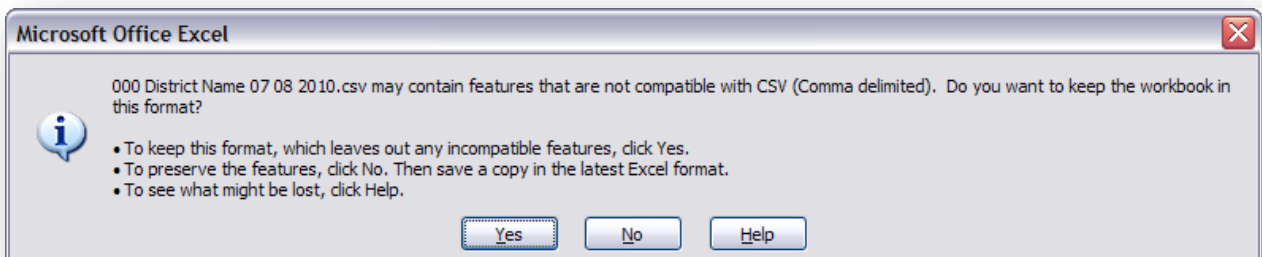 Microsoft Office Excel
000 District Name 07 08 2010.csv may contain features that are not compatible with CSV (Comma delimited).  Do you want to keep the workbook in
this format?
• To keep this format, which leaves out any incompatible features, click Yes.
• To preserve the features, click No. Then save a copy in the latest Excel format.
• To see what might be lost, click Help.
Yes No Help